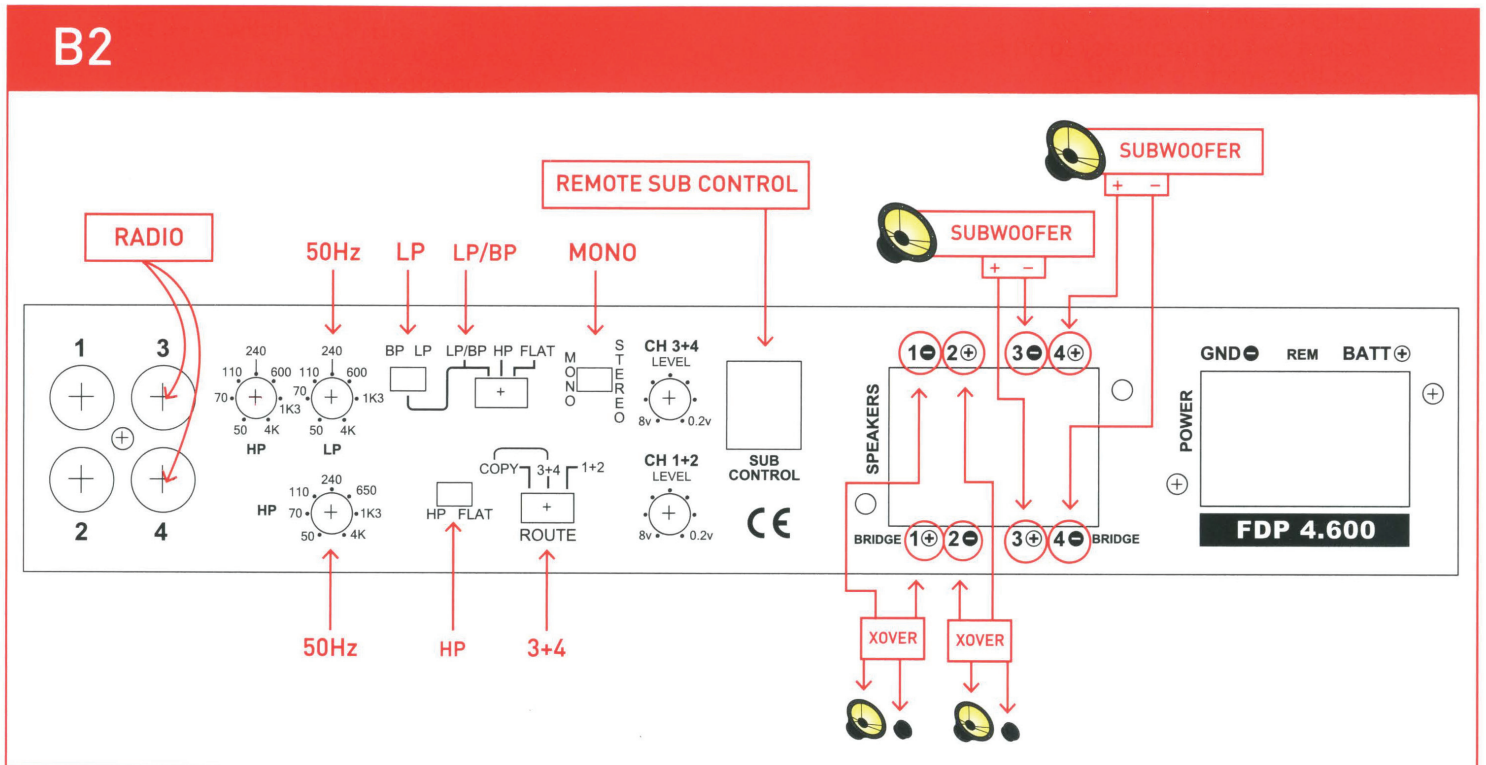 B2
SUBWOOFER
+ −
REMOTE SUB CONTROL
SUBWOOFER
+ −
RADIO
50Hz LP LP/BP MONO
1 3
2 4
240
110 600
70 1K3
50 4K
HP
240
110 600
70 1K3
50 4K
LP
BP LP LP/BP HP FLAT
MONO
STEREO
CH 3+4
LEVEL
8v 0.2v
HP
240
110 650
70 1K3
50 4K
HP FLAT
COPY 3+4 1+2
ROUTE
CH 1+2
LEVEL
8v 0.2v
SUB
CONTROL
CE
SPEAKERS
1⊖ 2⊕ 3⊖ 4⊕
BRIDGE 1⊕ 2⊖ 3⊕ 4⊖ BRIDGE
POWER
GND⊖ REM BATT⊕
FDP 4.600
50Hz HP 3+4
XOVER XOVER